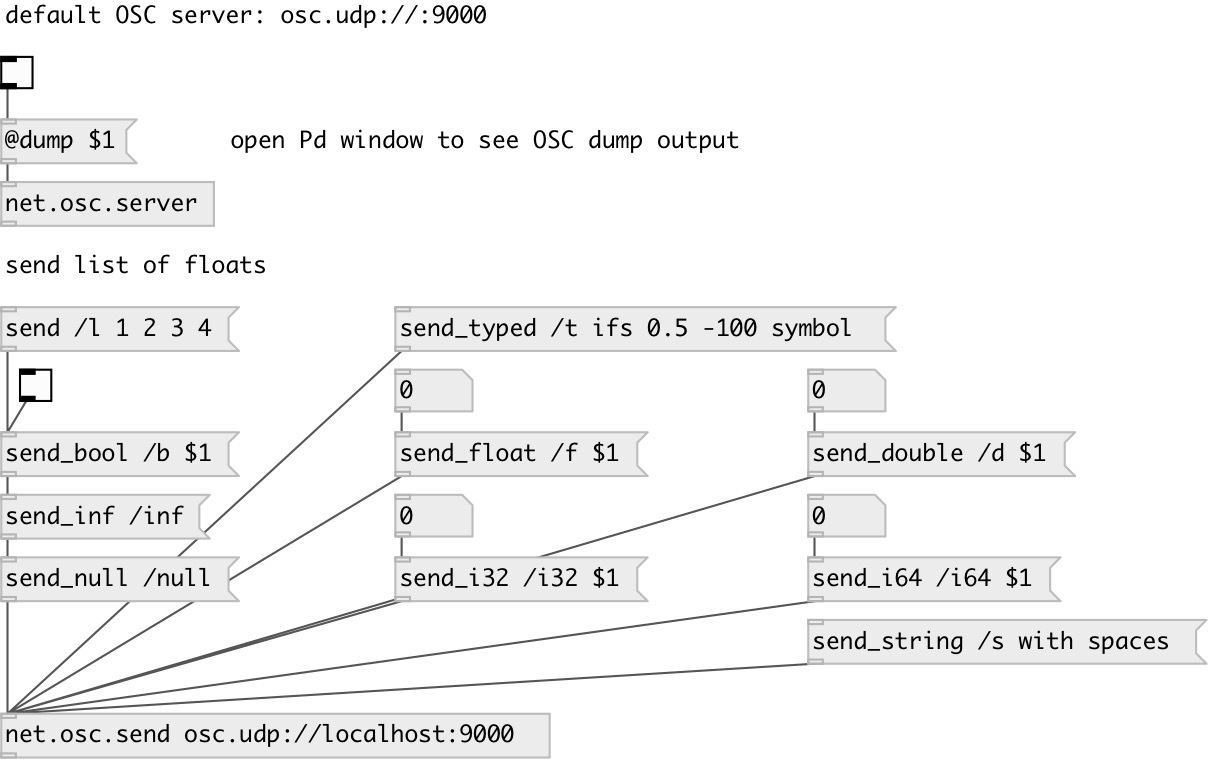 default OSC server: osc.udp://:9000
@dump $1
open Pd window to see OSC dump output
net.osc.server
send list of floats
send /l 1 2 3 4
send_typed /t ifs 0.5 -100 symbol
0
0
send_bool /b $1
send_float /f $1
send_double /d $1
send_inf /inf
0
0
send_null /null
send_i32 /i32 $1
send_i64 /i64 $1
send_string /s with spaces
net.osc.send osc.udp://localhost:9000